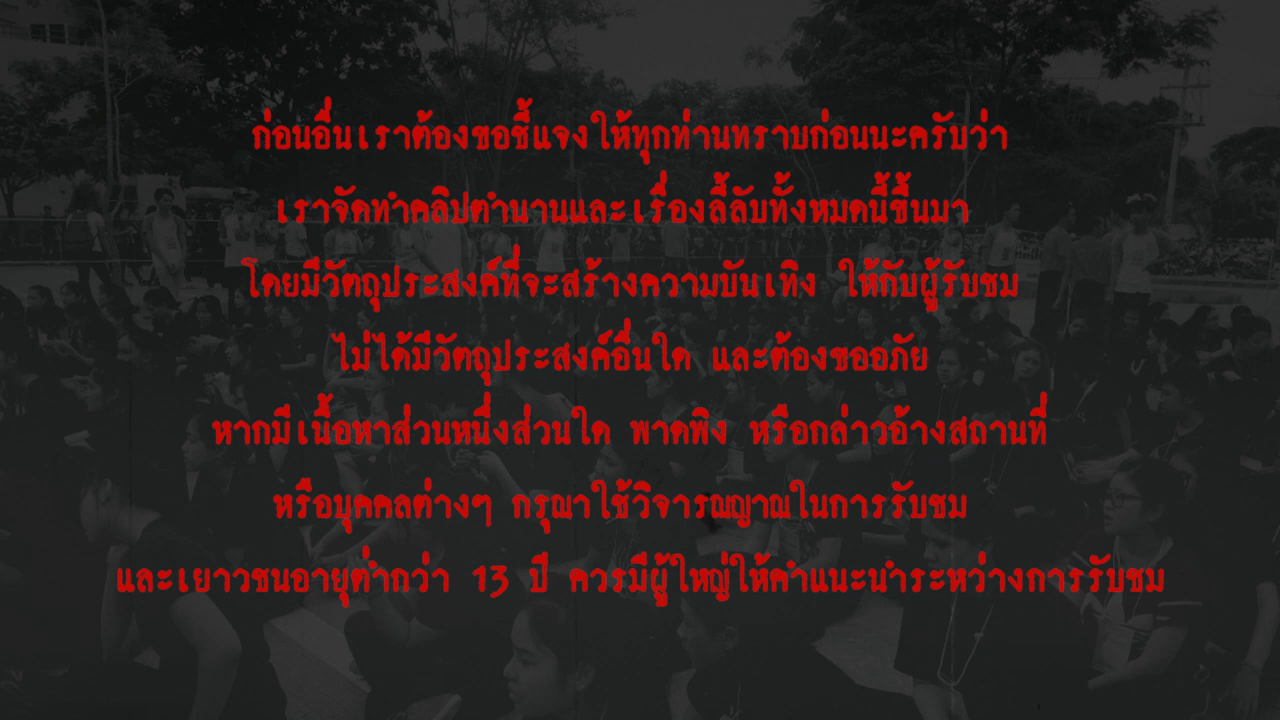 ก่อนอื่นเราต้องขอชี้แจงให้ทุกท่านทราบก่อนนะครับว่า
เราจัดทำคลิปตำนานและเรื่องลี้ลับทั้งหมดนี้ขึ้นมา
โดยมีวัตถุประสงค์ที่จะสร้างความบันเทิง ให้กับผู้รับชม
ไม่ได้มีวัตถุประสงค์อื่นใด และต้องขออภัย
หากมีเนื้อหาส่วนหนึ่งส่วนใด พาดพิง หรือกล่าวอ้างสถานที่
หรือบุคคลต่างๆ กรุณาใช้วิจารณญาณในการรับชม
และเยาวชนอายุต่ำกว่า 13 ปี ควรมีผู้ใหญ่ให้คำแนะนำระหว่างการรับชม